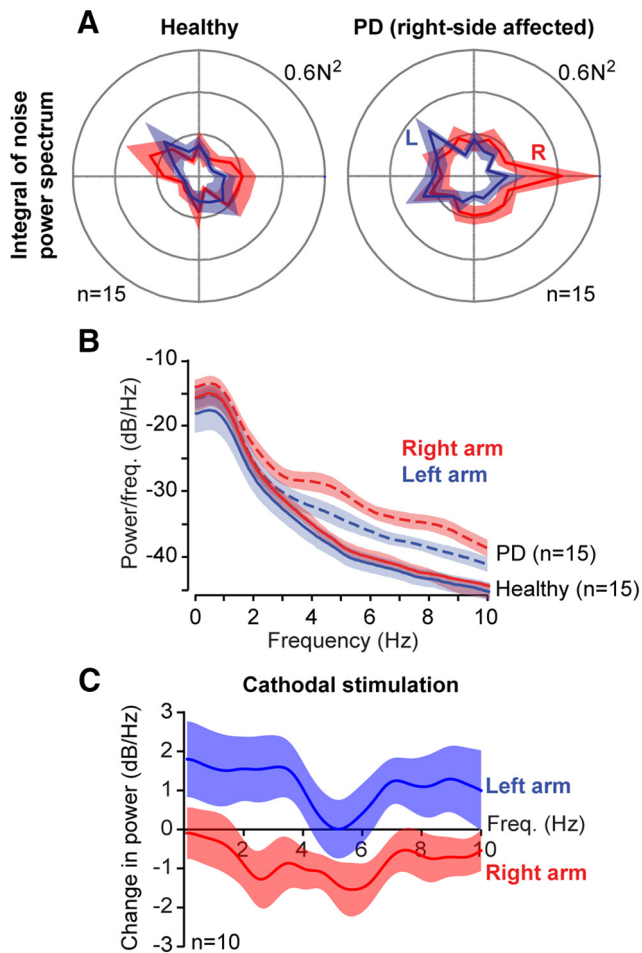 A
Healthy
PD (right-side affected)
Integral of noise
power spectrum
0.6N²
0.6N²
L
R
n=15
n=15
B
Power/freq. (dB/Hz)
-10
-20
-30
-40
Right arm
Left arm
PD (n=15)
Healthy (n=15)
0 2 4 6 8 10
Frequency (Hz)
C
Cathodal stimulation
Change in power (dB/Hz)
3
2
1
0
-1
-2
-3
Left arm
Freq. (Hz)
2 4 6 8 10
Right arm
n=10